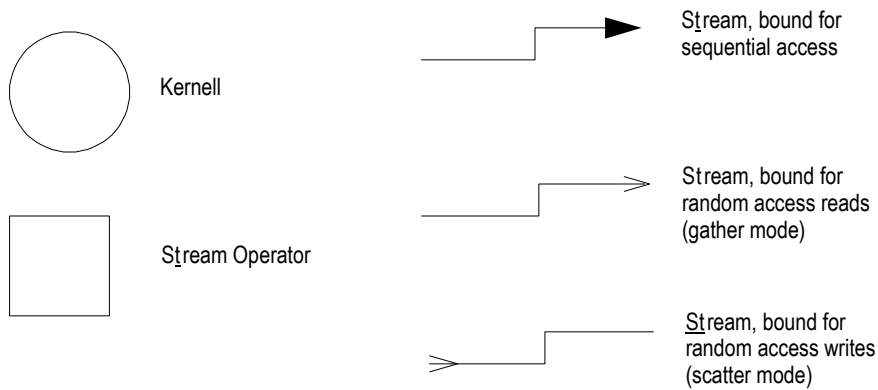 Kernell
Stream Operator
Stream, bound for
sequential access
Stream, bound for
random access reads
(gather mode)
Stream, bound for
random access writes
(scatter mode)